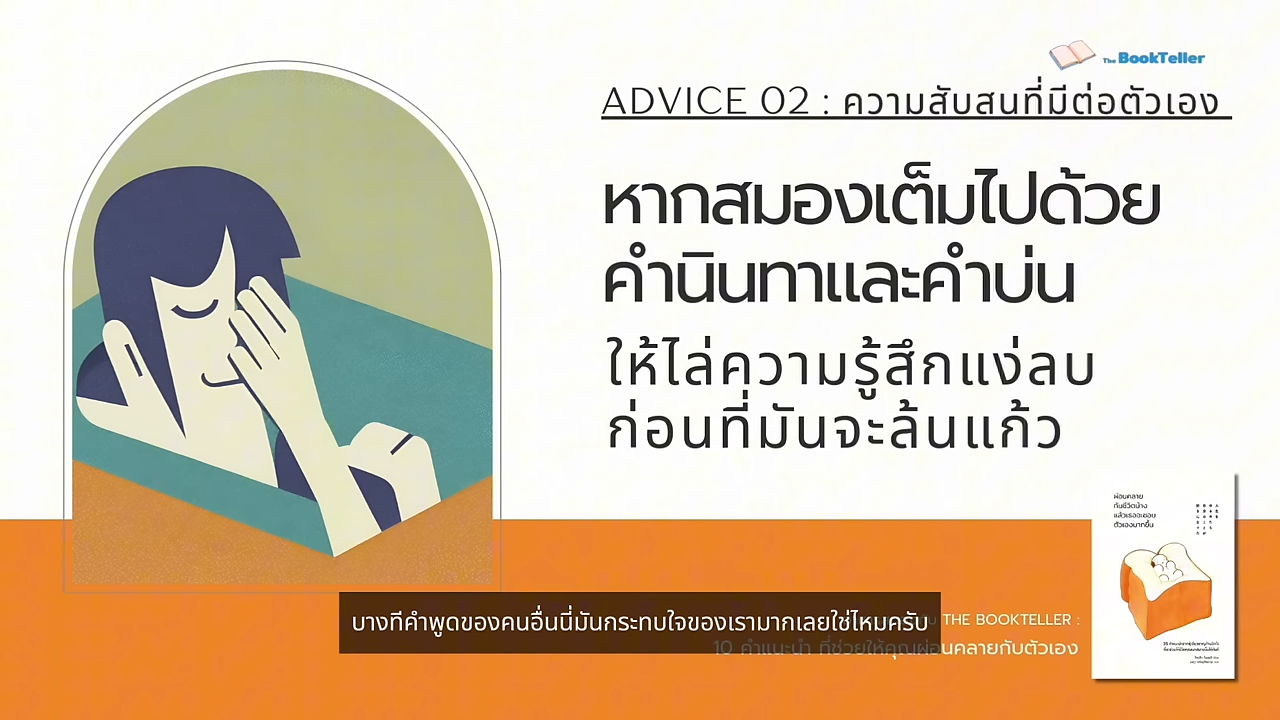 The BookTeller
ADVICE 02 : ความสับสนที่มีต่อตัวเอง
หากสมองเต็มไปด้วย
คำนินทาและคำบ่น
ให้ไล่ความรู้สึกแง่ลบ
ก่อนที่มันจะล้นแก้ว
ผ่อนคลาย
กับชีวิตบ้าง
แล้วเธอจะชอบ
ตัวเองมากขึ้น
บางทีคำพูดของคนอื่นนี่มันกระทบใจของเรามากเลยใช่ไหมครับ
THE BOOKTELLER :
10 คำแนะนำ ที่ช่วยให้คุณผ่อนคลายกับตัวเอง